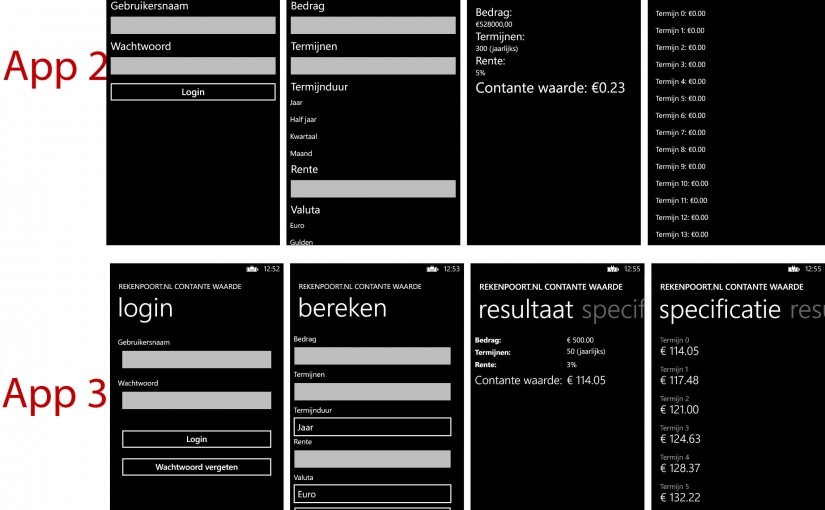 App 2
Gebruikersnaam
Wachtwoord
Login
Bedrag
Termijnen
Termijnduur
Jaar
Half jaar
Kwartaal
Maand
Rente
Valuta
Euro
Gulden
Bedrag:
€528000,00
Termijnen:
300 (jaarlijks)
Rente:
5%
Contante waarde: €0.23
Termijn 0: €0.00
Termijn 1: €0.00
Termijn 2: €0.00
Termijn 3: €0.00
Termijn 4: €0.00
Termijn 5: €0.00
Termijn 6: €0.00
Termijn 7: €0.00
Termijn 8: €0.00
Termijn 9: €0.00
Termijn 10: €0.00
Termijn 11: €0.00
Termijn 12: €0.00
Termijn 13: €0.00
App 3
12:52
REKENPOORT.NL CONTANTE WAARDE
login
Gebruikersnaam
Wachtwoord
Login
Wachtwoord vergeten
12:53
REKENPOORT.NL CONTANTE WAARDE
bereken
Bedrag
Termijnen
Termijnduur
Jaar
Rente
Valuta
Euro
12:55
REKENPOORT.NL CONTANTE WAARDE
resultaat specif
Bedrag: € 500.00
Termijnen: 50 (jaarlijks)
Rente: 3%
Contante waarde: € 114.05
12:55
REKENPOORT.NL CONTANTE WAARDE
specificatie resu
Termijn 0
€ 114.05
Termijn 1
€ 117.48
Termijn 2
€ 121.00
Termijn 3
€ 124.63
Termijn 4
€ 128.37
Termijn 5
€ 132.22